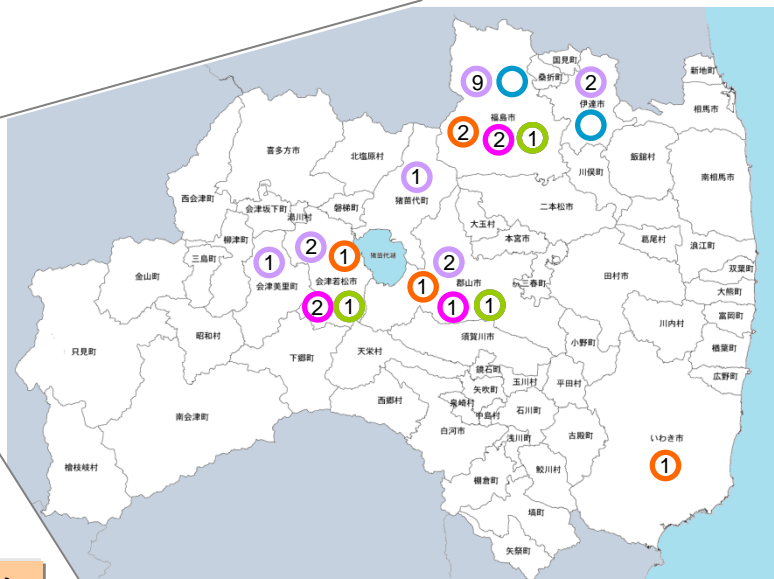 国見町
桑折町
新地町
9
2
伊達市
相馬市
福島市
2
2
1
喜多方市
北塩原村
飯舘村
川俣町
南相馬市
1
猪苗代町
西会津町
会津坂下町
湯川村
磐梯町
二本松市
大玉村
本宮市
柳津町
葛尾村
浪江町
三島町
2
1
猪苗代湖
金山町
1
会津美里町
会津若松市
2
郡山市
1
三春町
田村市
双葉町
大熊町
2
1
1
1
富岡町
昭和村
川内村
須賀川市
小野町
楢葉町
只見町
下郷町
天栄村
鏡石町
広野町
矢吹町
玉川村
平田村
南会津町
西郷村
泉崎村
中島村
石川町
白河市
浅川町
古殿町
いわき市
1
檜枝岐村
鮫川村
棚倉町
塙町
矢祭町